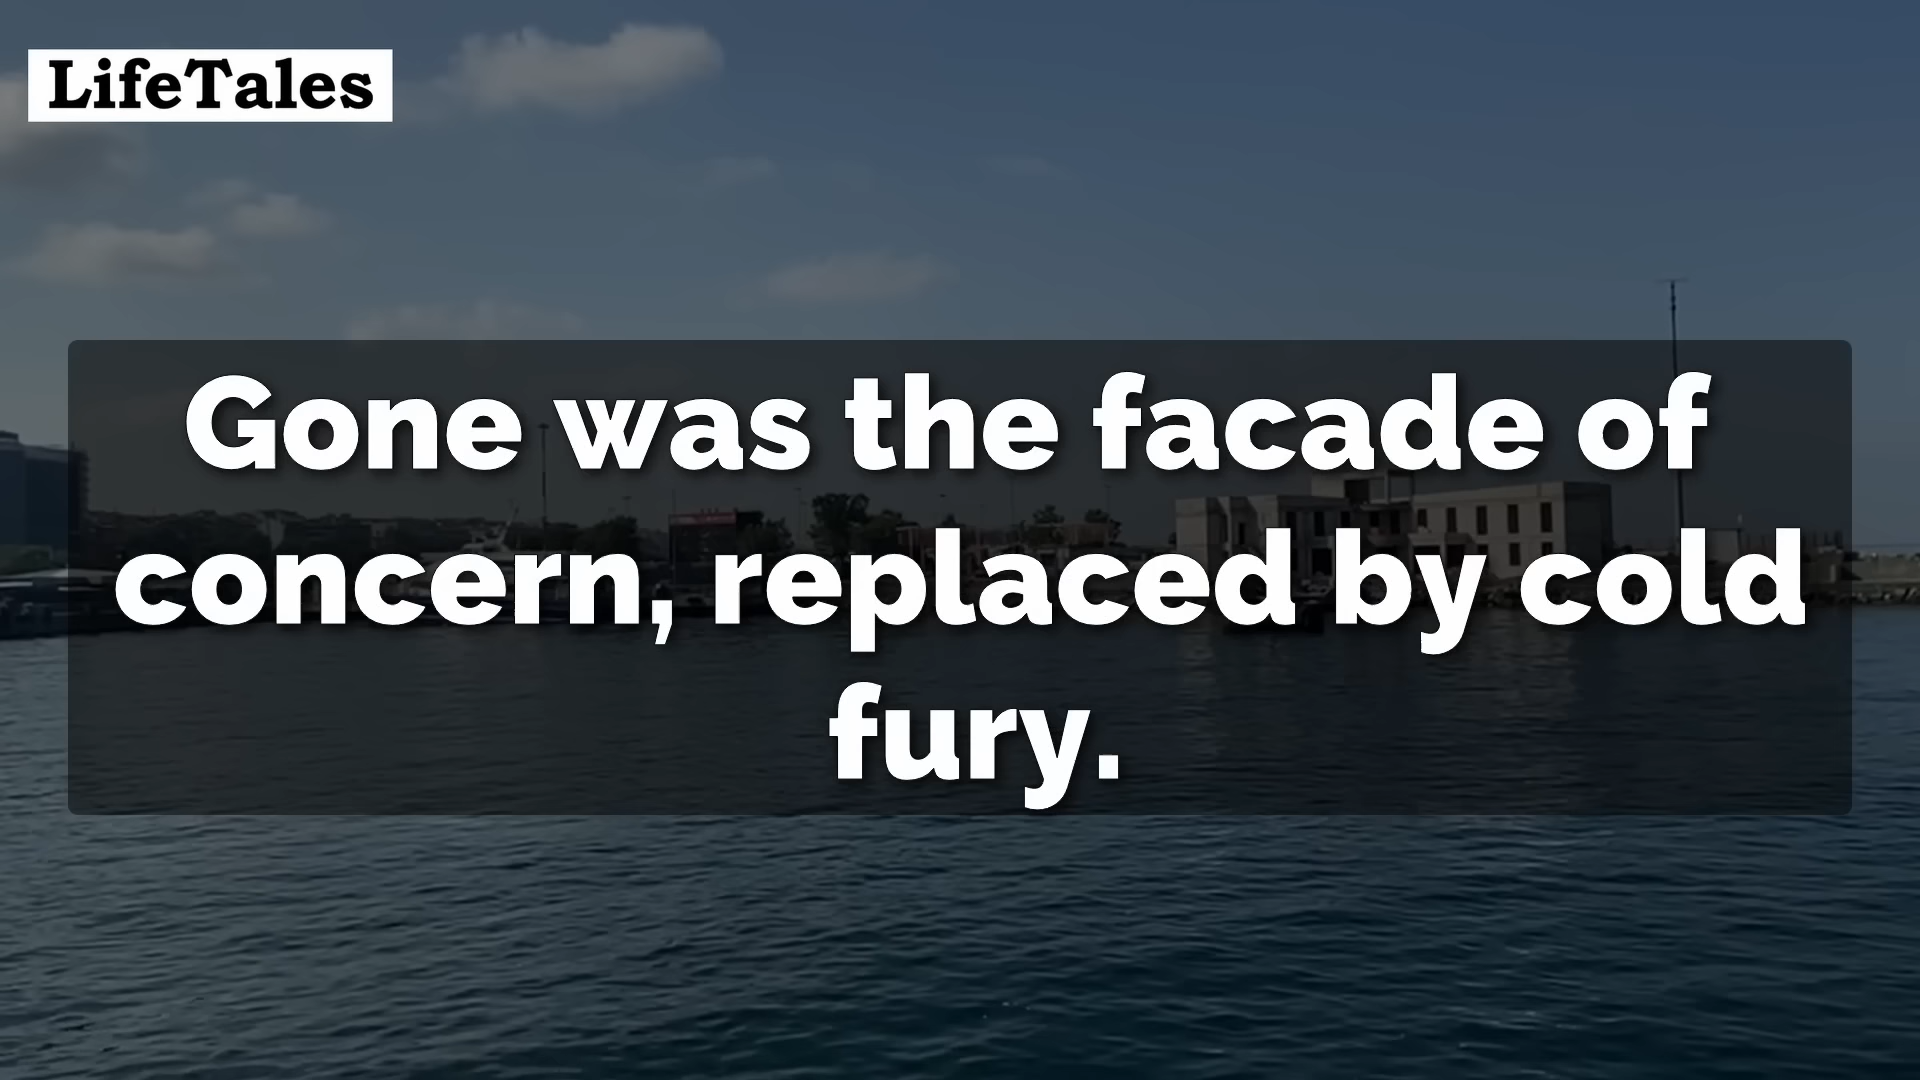 LifeTales
Gone was the facade of
concern, replaced by cold
fury.